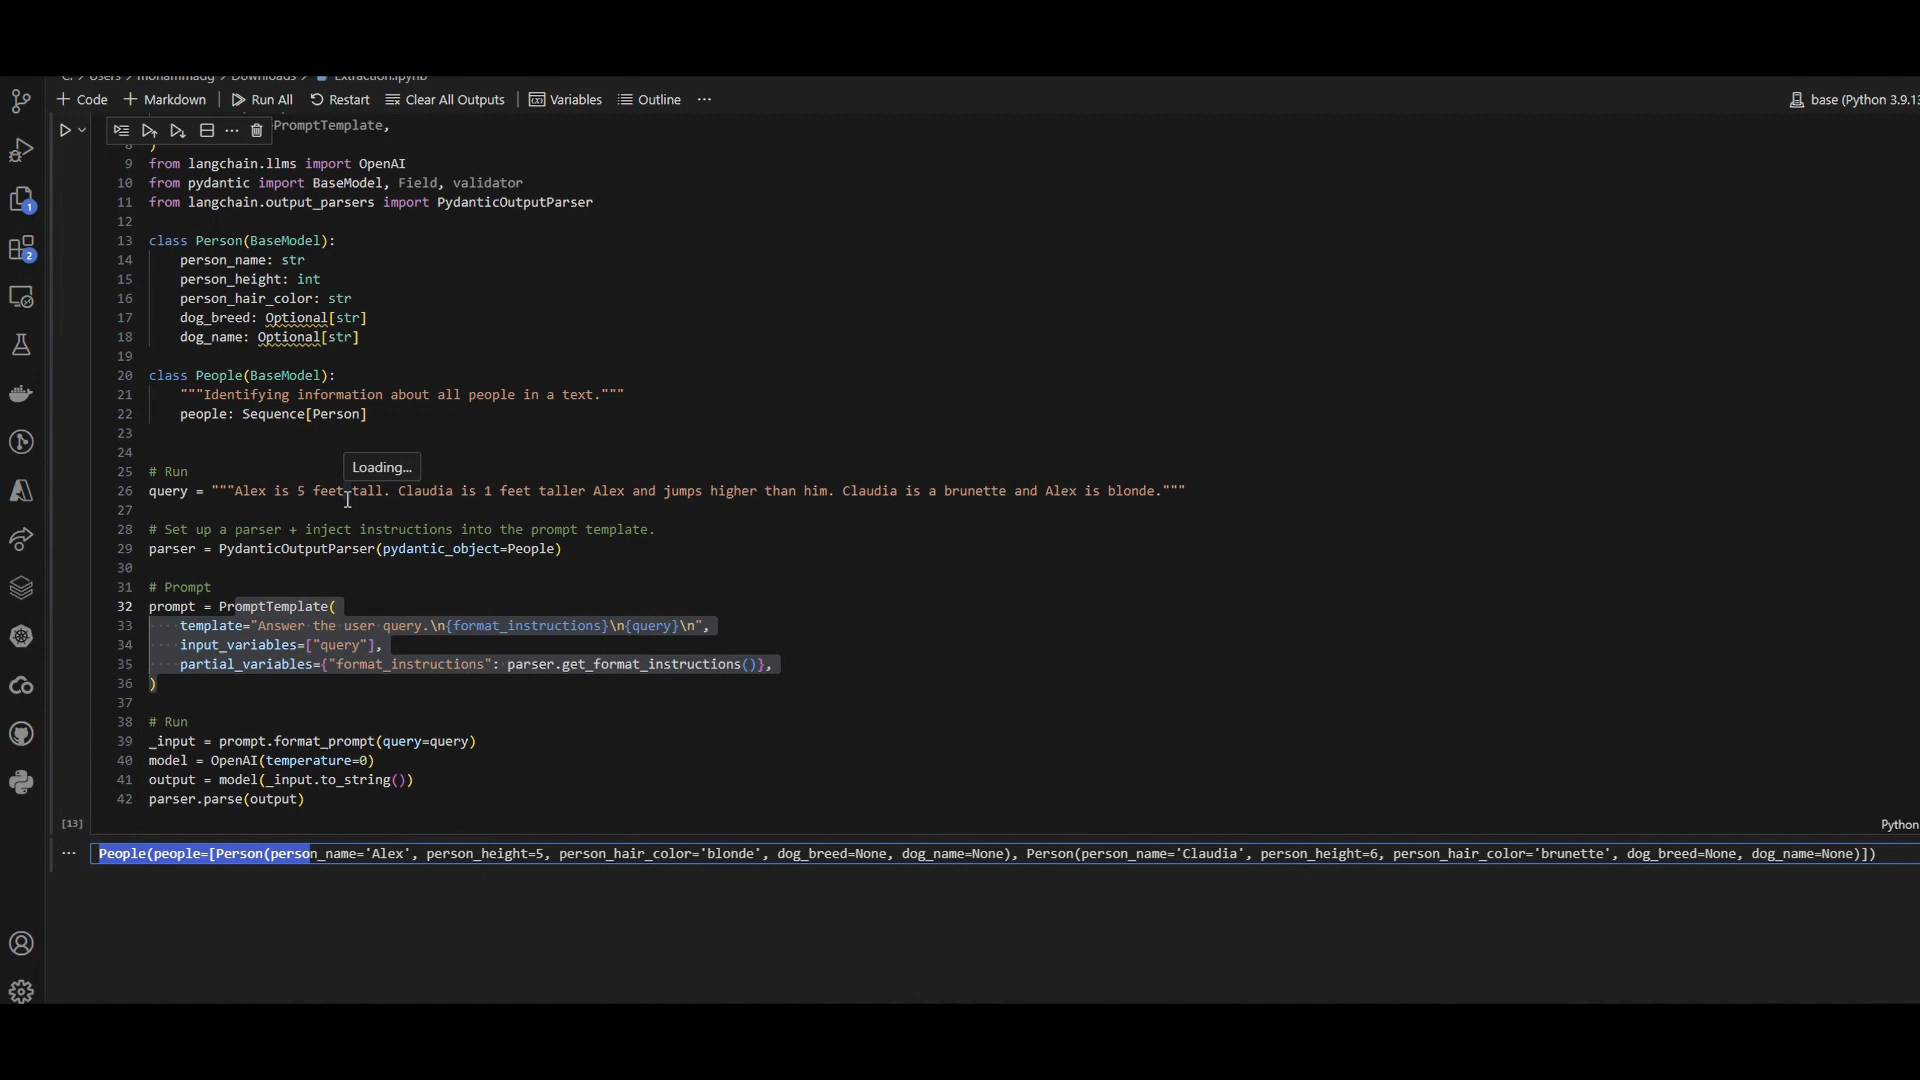 C: > Users > mohammadg > Downloads > Extraction.ipynb
+ Code + Markdown | Run All Restart Clear All Outputs | Variables Outline ...
base (Python 3.9.13
PromptTemplate,
8 )
9 from langchain.llms import OpenAI
10 from pydantic import BaseModel, Field, validator
11 from langchain.output_parsers import PydanticOutputParser
12
13 class Person(BaseModel):
14 person_name: str
15 person_height: int
16 person_hair_color: str
17 dog_breed: Optional[str]
18 dog_name: Optional[str]
19
20 class People(BaseModel):
21 """Identifying information about all people in a text."""
22 people: Sequence[Person]
23
24
Loading...
25 # Run
26 query = """Alex is 5 feet tall. Claudia is 1 feet taller Alex and jumps higher than him. Claudia is a brunette and Alex is blonde."""
27
28 # Set up a parser + inject instructions into the prompt template.
29 parser = PydanticOutputParser(pydantic_object=People)
30
31 # Prompt
32 prompt = PromptTemplate(
33 template="Answer the user query.\n{format_instructions}\n{query}\n",
34 input_variables=["query"],
35 partial_variables={"format_instructions": parser.get_format_instructions()},
36 )
37
38 # Run
39 _input = prompt.format_prompt(query=query)
40 model = OpenAI(temperature=0)
41 output = model(_input.to_string())
42 parser.parse(output)
[13]
Python
... People(people=[Person(person_name='Alex', person_height=5, person_hair_color='blonde', dog_breed=None, dog_name=None), Person(person_name='Claudia', person_height=6, person_hair_color='brunette', dog_breed=None, dog_name=None)])
1
2